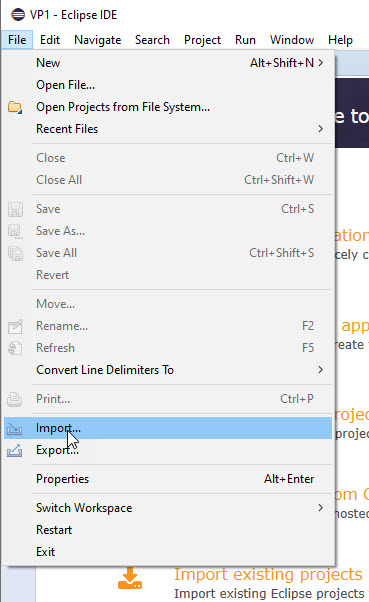 VP1 - Eclipse IDE
File Edit Navigate Search Project Run Window Help
New Alt+Shift+N
Open File...
Open Projects from File System...
Recent Files
Close Ctrl+W
Close All Ctrl+Shift+W
Save Ctrl+S
Save As...
Save All Ctrl+Shift+S
Revert
Move...
Rename... F2
Refresh F5
Convert Line Delimiters To
Print... Ctrl+P
Import...
Export...
Properties Alt+Enter
Switch Workspace
Restart
Exit
e to
ation
cely c
app
create
rojec
projec
om G
hosted
Import existing projects
Import existing Eclipse projects